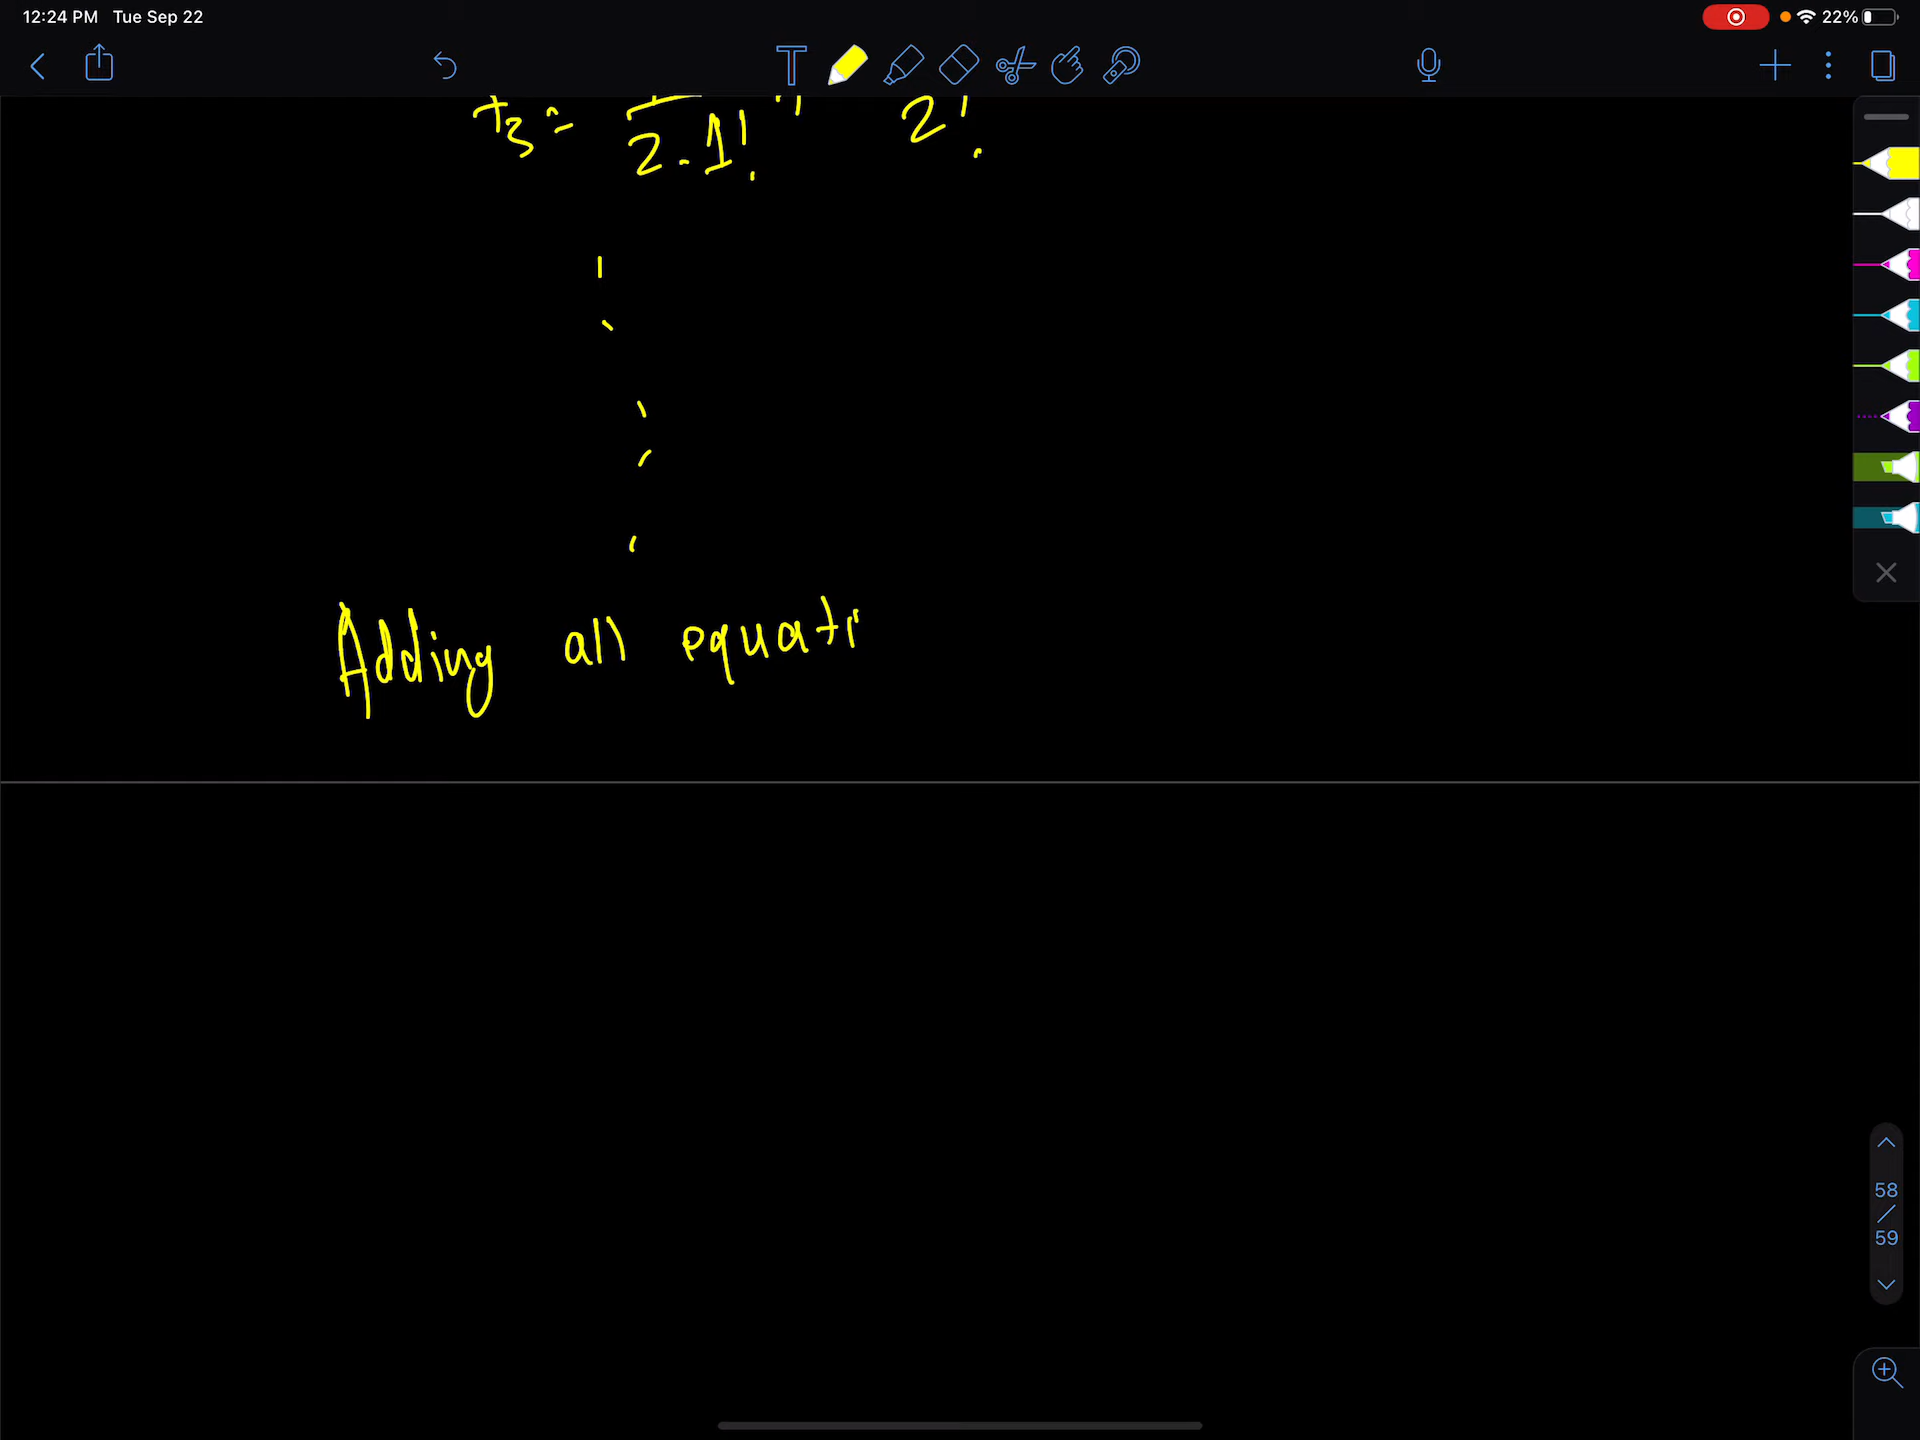 12:24 PM Tue Sep 22
22%
t3 =
2.1! 2!
Adding all equati
58
/
59